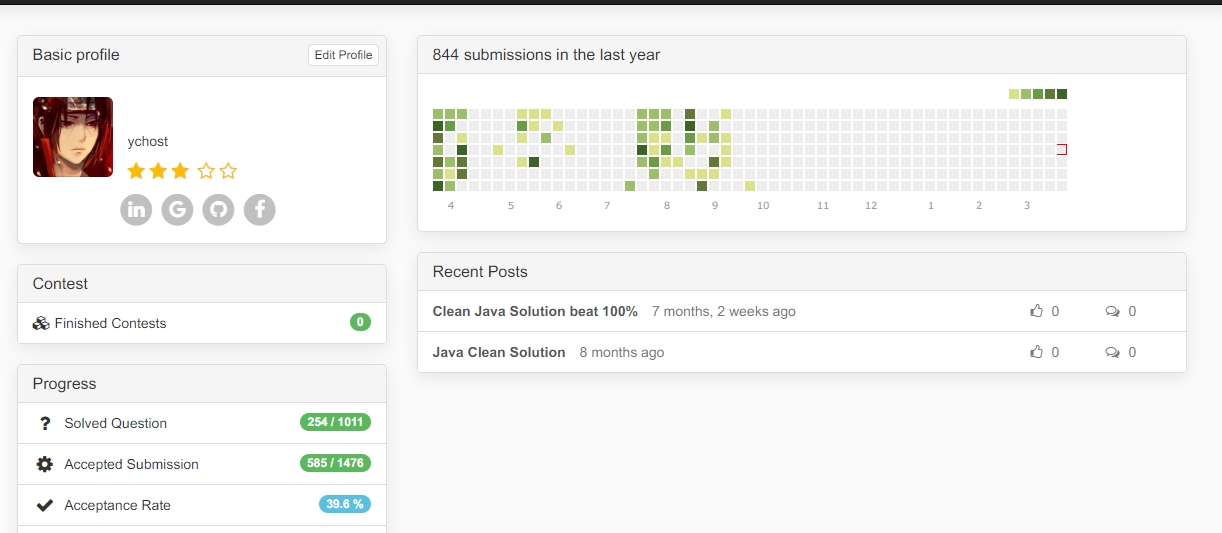 Basic profile
Edit Profile
ychost
Contest
Finished Contests 0
Progress
? Solved Question 254 / 1011
Accepted Submission 585 / 1476
Acceptance Rate 39.6 %
844 submissions in the last year
4 5 6 7 8 9 10 11 12 1 2 3
Recent Posts
Clean Java Solution beat 100% 7 months, 2 weeks ago 0 0
Java Clean Solution 8 months ago 0 0